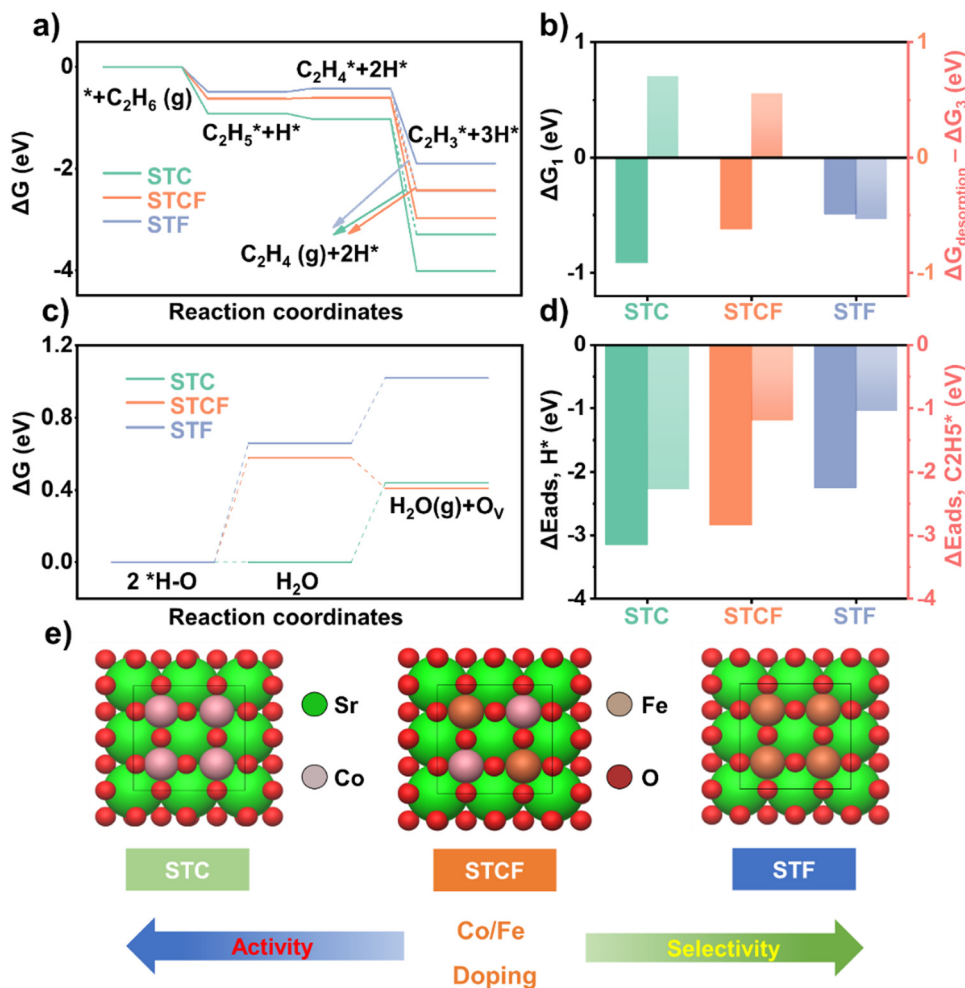 a)
0
-2
-4
ΔG (eV)
*+C₂H₆ (g)
C₂H₅*+H*
C₂H₄*+2H*
C₂H₃*+3H*
C₂H₄ (g)+2H*
STC
STCF
STF
Reaction coordinates
b)
1
0
-1
ΔG₁ (eV)
1
0
1
ΔG_desorption − ΔG₃ (eV)
STC
STCF
STF
c)
1.2
0.8
0.4
0.0
ΔG (eV)
STC
STCF
STF
2 *H-O
H₂O
H₂O(g)+O_V
Reaction coordinates
d)
0
-1
-2
-3
-4
ΔEads, H* (eV)
0
-1
-2
-3
-4
ΔEads, C2H5* (eV)
STC
STCF
STF
e)
Sr
Fe
Co
O
STC
STCF
STF
Activity
Co/Fe
Doping
Selectivity